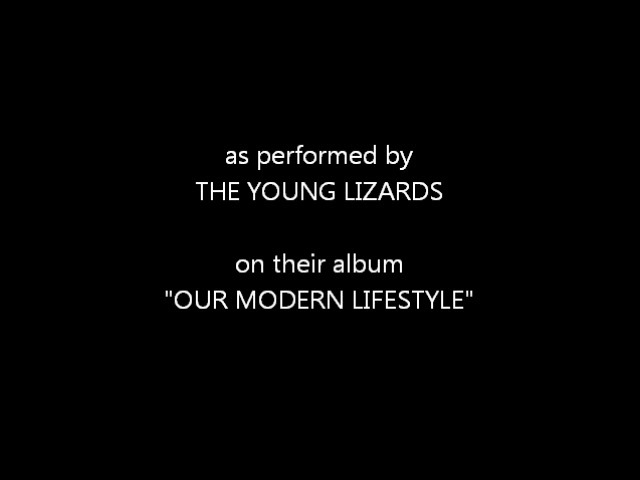 as performed by
THE YOUNG LIZARDS
on their album
"OUR MODERN LIFESTYLE"